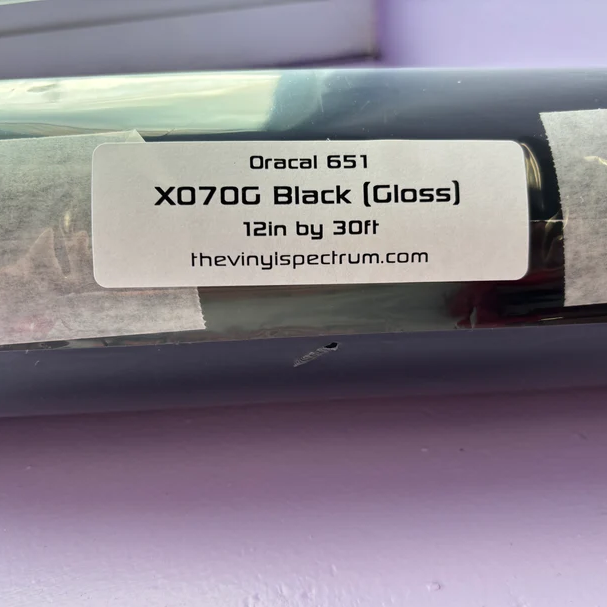 Oracal 651
X070G Black (Gloss)
12in by 30ft
thevinylspectrum.com